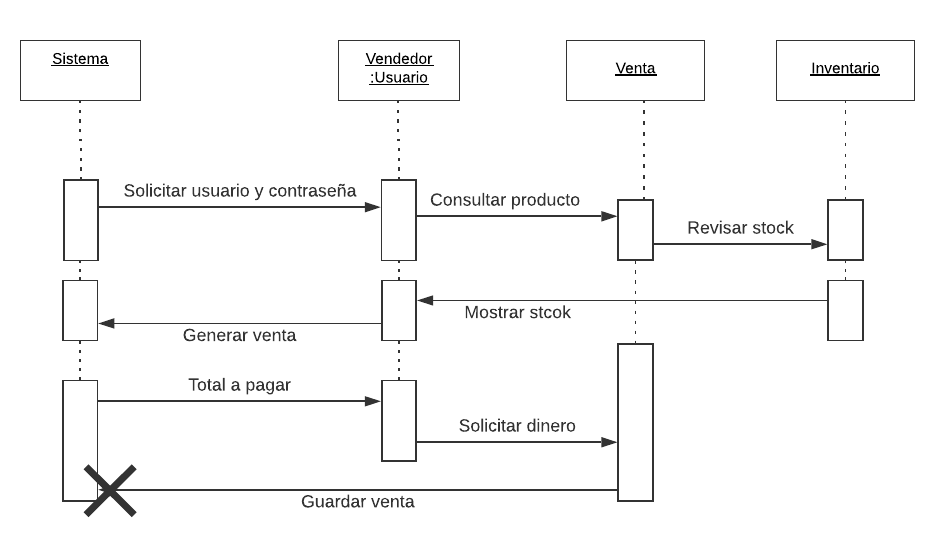 Sistema
Vendedor
:Usuario
Venta
Inventario
Solicitar usuario y contraseña
Consultar producto
Revisar stock
Mostrar stcok
Generar venta
Total a pagar
Solicitar dinero
Guardar venta